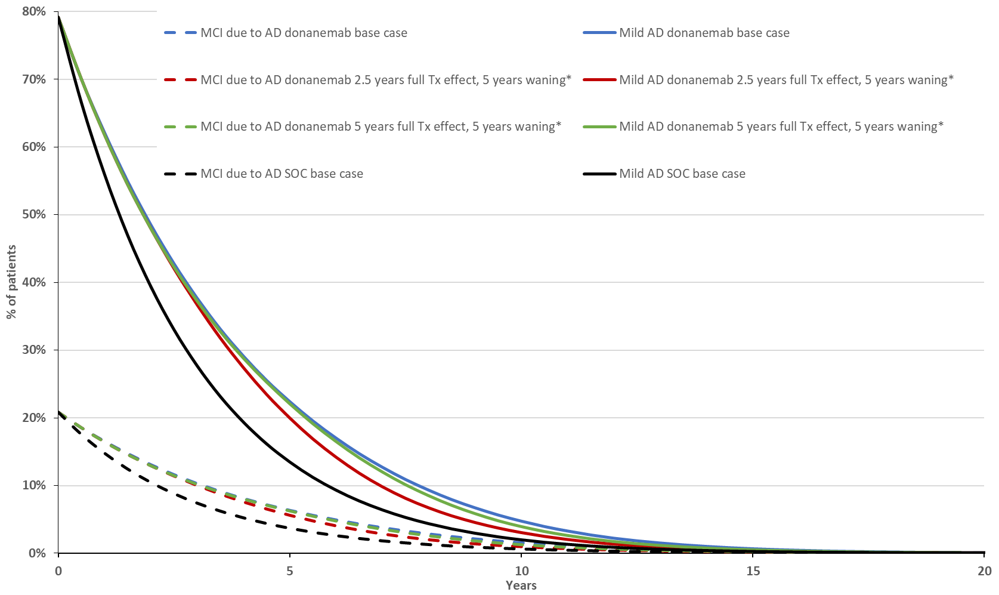 80%
MCI due to AD donanemab base case
Mild AD donanemab base case
70%
MCI due to AD donanemab 2.5 years full Tx effect, 5 years waning*
Mild AD donanemab 2.5 years full Tx effect, 5 years waning*
MCI due to AD donanemab 5 years full Tx effect, 5 years waning*
Mild AD donanemab 5 years full Tx effect, 5 years waning*
60%
MCI due to AD SOC base case
Mild AD SOC base case
50%
% of patients
40%
30%
20%
10%
0%
0
5
10
15
20
Years